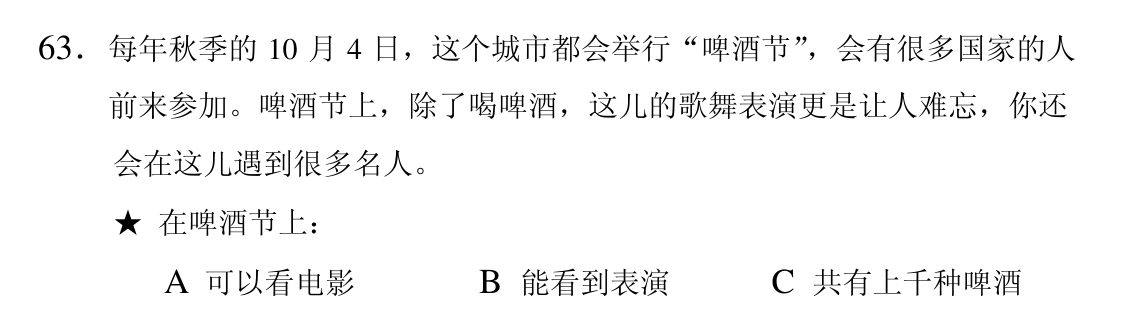 63. 每年秋季的 10 月 4 日，这个城市都会举行“啤酒节”，会有很多国家的人
前来参加。啤酒节上，除了喝啤酒，这儿的歌舞表演更是让人难忘，你还
会在这儿遇到很多名人。
★ 在啤酒节上：
A 可以看电影 B 能看到表演 C 共有上千种啤酒